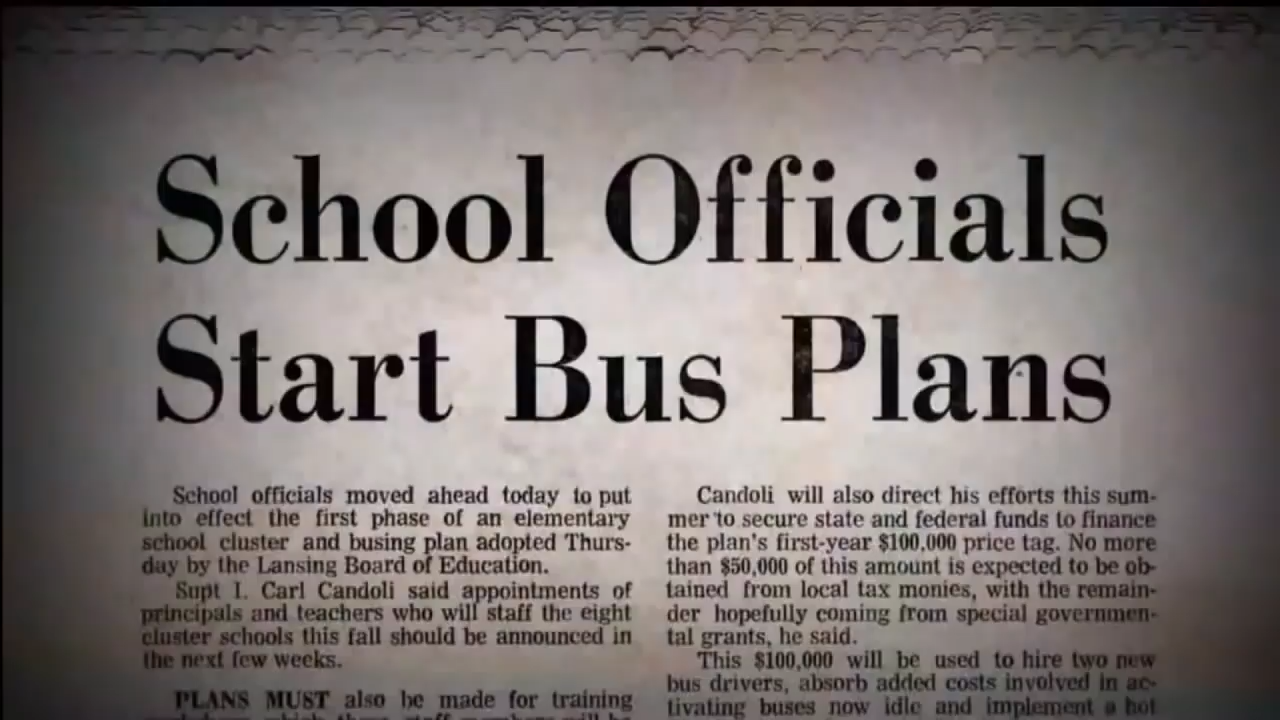 School Officials
Start Bus Plans
School officials moved ahead today to put
into effect the first phase of an elementary
school cluster and busing plan adopted Thurs-
day by the Lansing Board of Education.
Supt I. Carl Candoli said appointments of
principals and teachers who will staff the eight
cluster schools this fall should be announced in
the next few weeks.
PLANS MUST also be made for training
Candoli will also direct his efforts this sum-
mer to secure state and federal funds to finance
the plan's first-year $100,000 price tag. No more
than $50,000 of this amount is expected to be ob-
tained from local tax monies, with the remain-
der hopefully coming from special governmen-
tal grants, he said.
This $100,000 will be used to hire two new
bus drivers, absorb added costs involved in ac-
tivating buses now idle and implement a hot